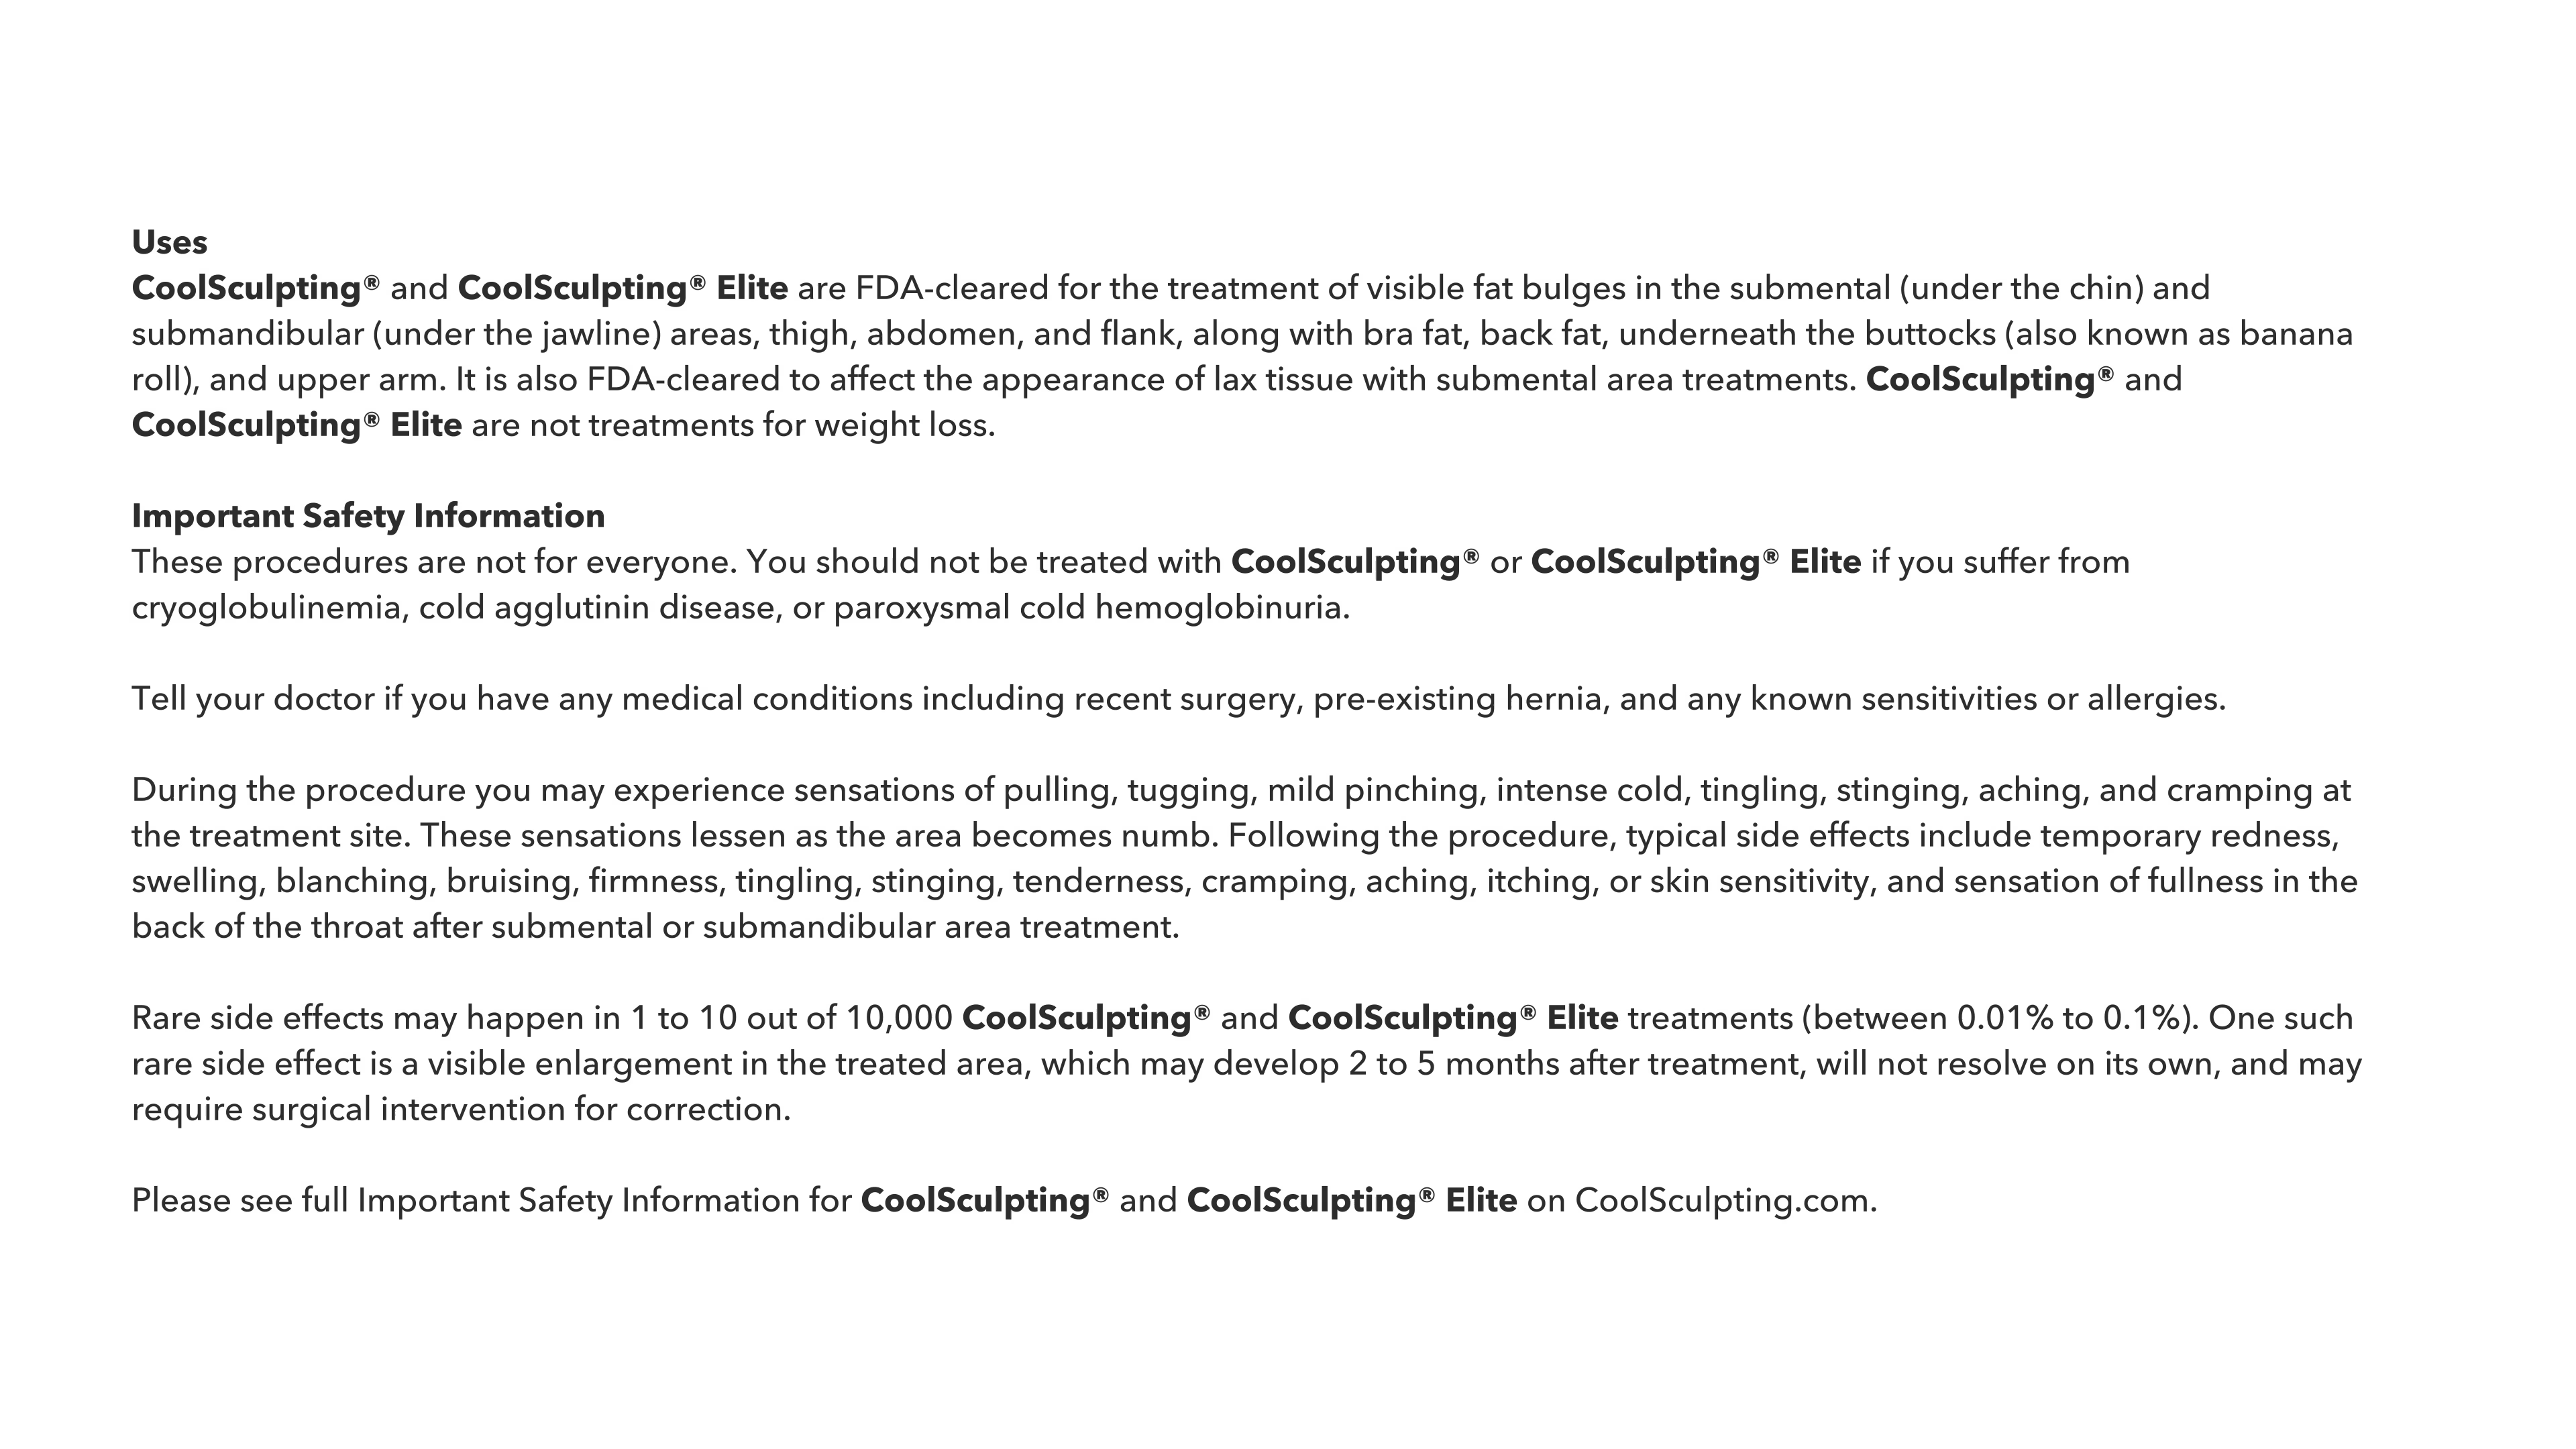 Uses
CoolSculpting® and CoolSculpting® Elite are FDA-cleared for the treatment of visible fat bulges in the submental (under the chin) and
submandibular (under the jawline) areas, thigh, abdomen, and flank, along with bra fat, back fat, underneath the buttocks (also known as banana
roll), and upper arm. It is also FDA-cleared to affect the appearance of lax tissue with submental area treatments. CoolSculpting® and
CoolSculpting® Elite are not treatments for weight loss.
Important Safety Information
These procedures are not for everyone. You should not be treated with CoolSculpting® or CoolSculpting® Elite if you suffer from
cryoglobulinemia, cold agglutinin disease, or paroxysmal cold hemoglobinuria.
Tell your doctor if you have any medical conditions including recent surgery, pre-existing hernia, and any known sensitivities or allergies.
During the procedure you may experience sensations of pulling, tugging, mild pinching, intense cold, tingling, stinging, aching, and cramping at
the treatment site. These sensations lessen as the area becomes numb. Following the procedure, typical side effects include temporary redness,
swelling, blanching, bruising, firmness, tingling, stinging, tenderness, cramping, aching, itching, or skin sensitivity, and sensation of fullness in the
back of the throat after submental or submandibular area treatment.
Rare side effects may happen in 1 to 10 out of 10,000 CoolSculpting® and CoolSculpting® Elite treatments (between 0.01% to 0.1%). One such
rare side effect is a visible enlargement in the treated area, which may develop 2 to 5 months after treatment, will not resolve on its own, and may
require surgical intervention for correction.
Please see full Important Safety Information for CoolSculpting® and CoolSculpting® Elite on CoolSculpting.com.